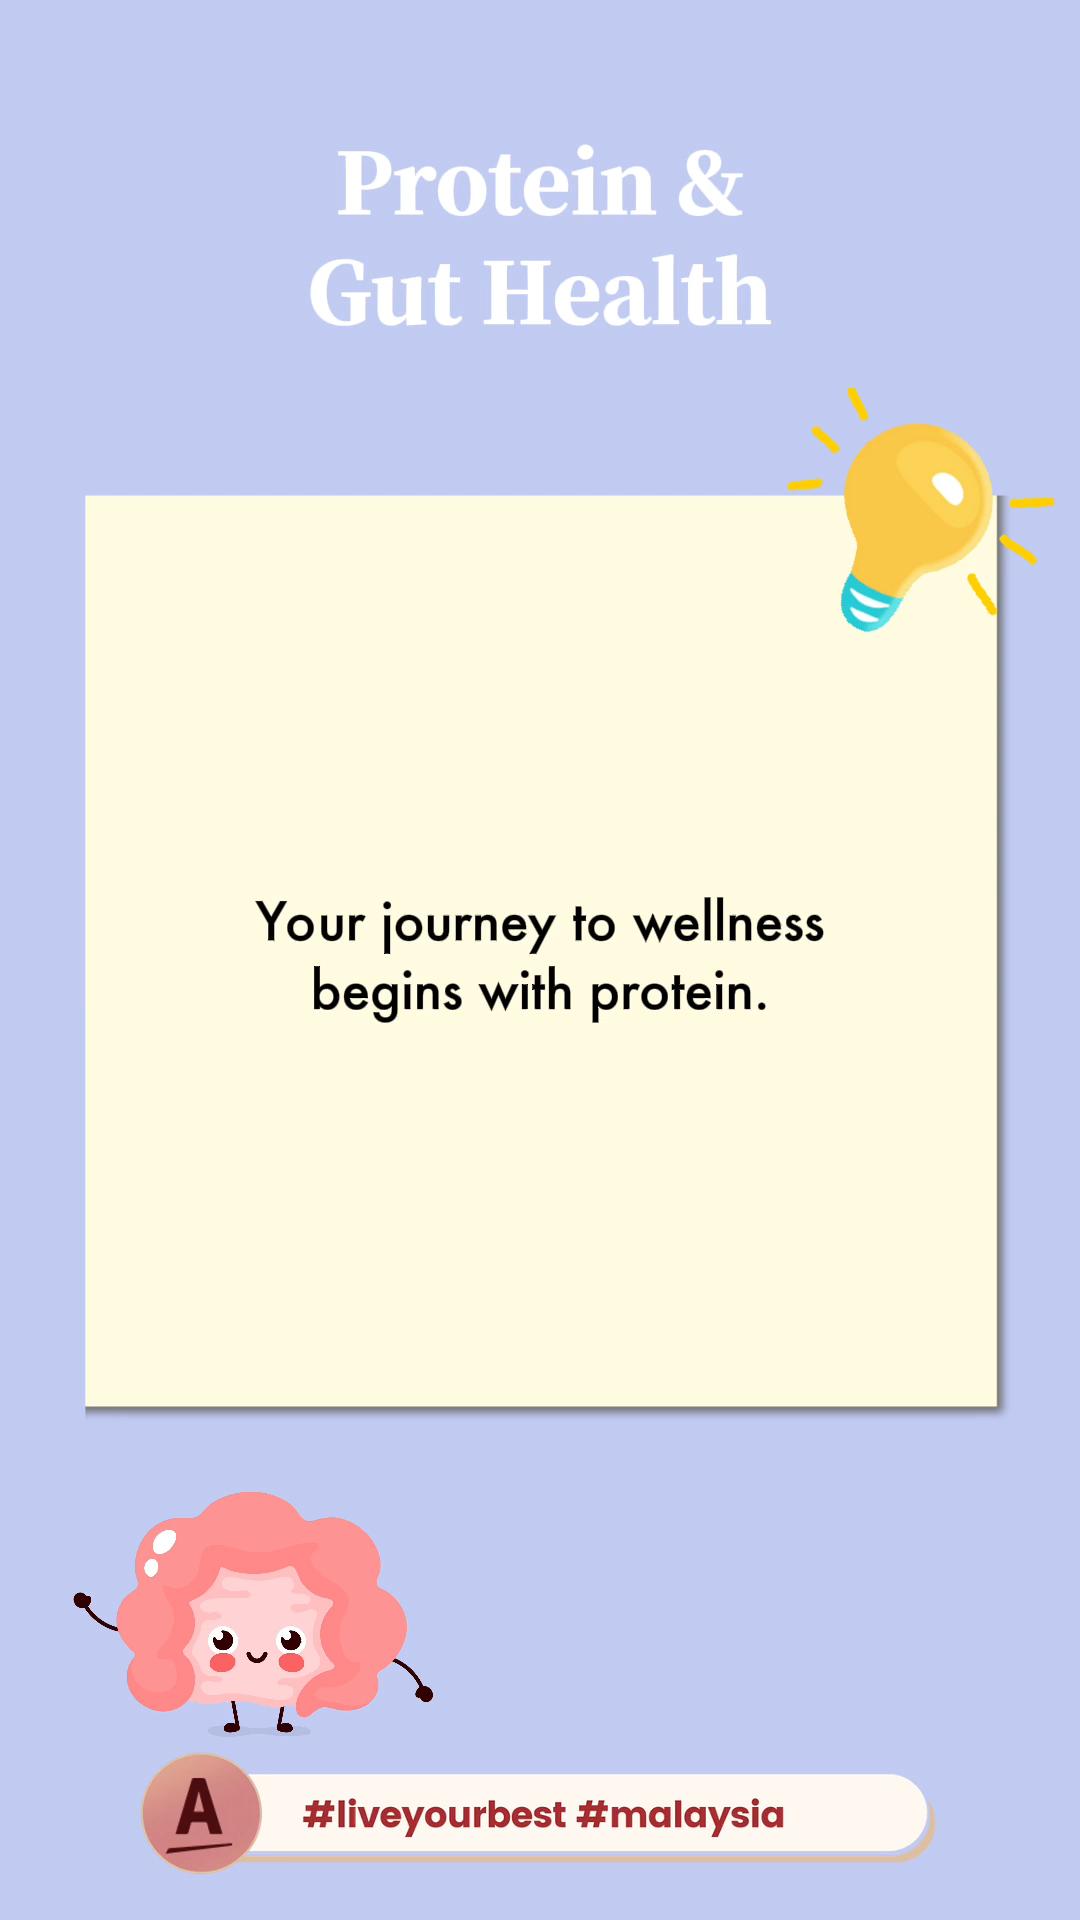 Protein &
Gut Health
Your journey to wellness
begins with protein.
A
#liveyourbest #malaysia